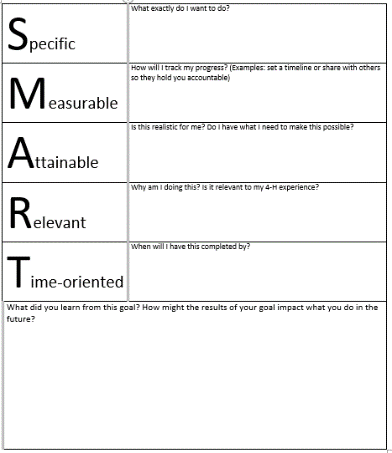 What exactly do I want to do?
Specific
How will I track my progress? (Examples: set a timeline or share with others
so they hold you accountable)
Measurable
Is this realistic for me? Do I have what I need to make this possible?
Attainable
Why am I doing this? Is it relevant to my 4-H experience?
Relevant
When will I have this completed by?
Time-oriented
What did you learn from this goal? How might the results of your goal impact what you do in the
future?